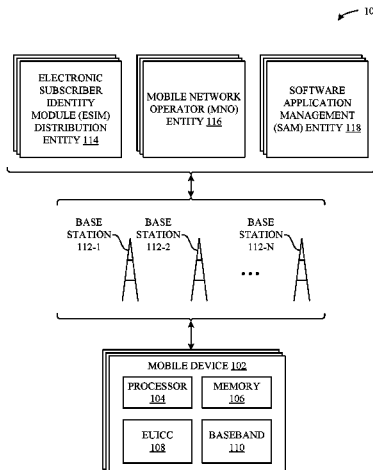 10
ELECTRONIC
SUBSCRIBER
IDENTITY
MODULE (ESIM)
DISTRIBUTION
ENTITY 114
MOBILE NETWORK
OPERATOR (MNO)
ENTITY 116
SOFTWARE
APPLICATION
MANAGEMENT
(SAM) ENTITY 118
BASE
STATION
112-1
BASE
STATION
112-2
BASE
STATION
112-N
...
MOBILE DEVICE 102
PROCESSOR
104
MEMORY
106
EUICC
108
BASEBAND
110